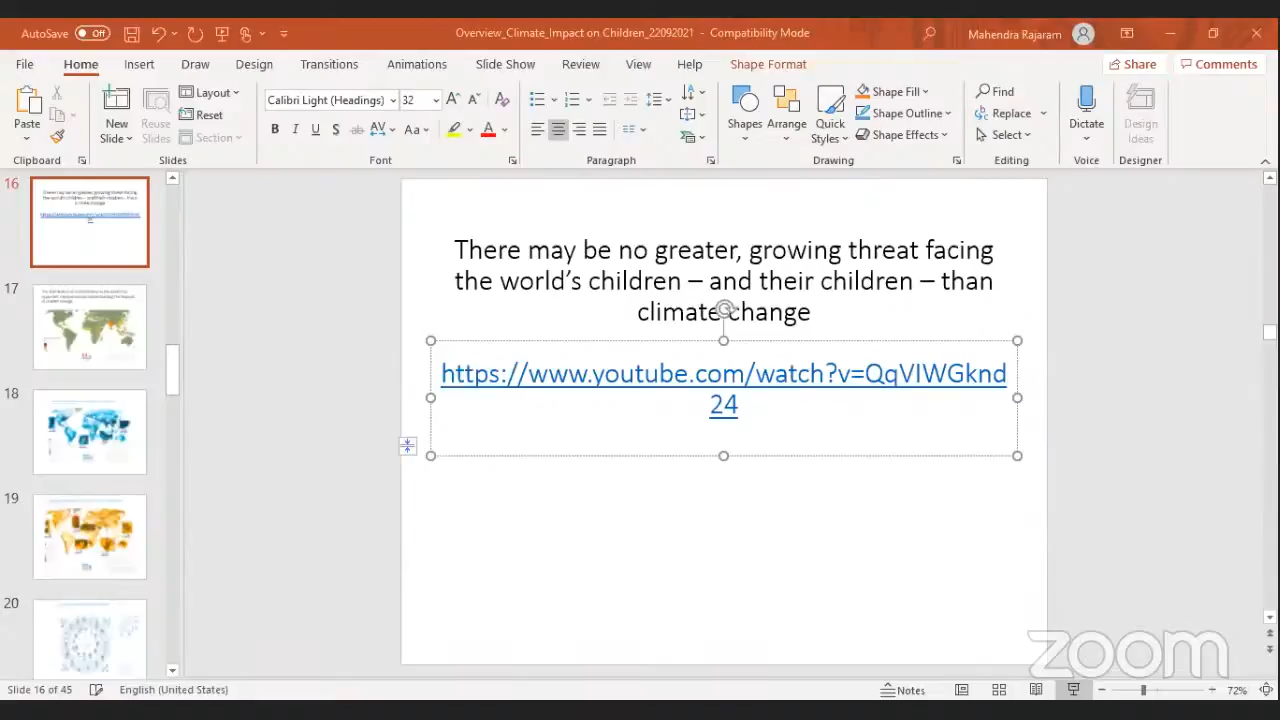 AutoSave Off Overview_Climate_Impact on Children_22092021 - Compatibility Mode Mahendra Rajaram
File Home Insert Draw Design Transitions Animations Slide Show Review View Help Shape Format Share Comments
Paste
Clipboard
New Slide
Reuse Slides
Layout
Reset
Section
Slides
Calibri Light (Headings) 32
B I U S ab AV Aa A
Font
Paragraph
Shapes
Arrange
Quick Styles
Shape Fill
Shape Outline
Shape Effects
Drawing
Find
Replace
Select
Editing
Dictate
Voice
Design Ideas
Designer
16
17
18
19
20
There may be no greater, growing threat facing
the world's children – and their children – than
climate change
https://www.youtube.com/watch?v=QqVIWGknd
24
zoom
Slide 16 of 45 English (United States) Notes 72%